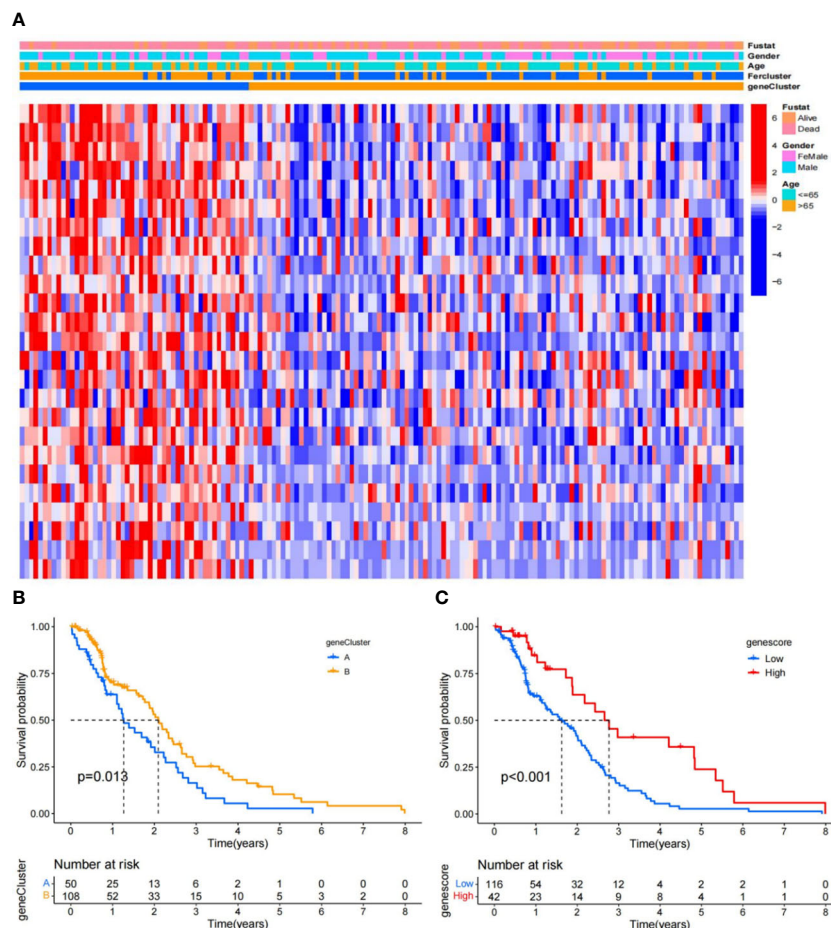 A
Fustat
Gender
Age
Fercluster
geneCluster
6
4
2
0
−2
−4
−6
Fustat
Alive
Dead
Gender
FeMale
Male
Age
<=65
>65
B
geneCluster
A
B
Survival probability
1.00
0.75
0.50
0.25
0.00
p=0.013
0 1 2 3 4 5 6 7 8
Time(years)
Number at risk
geneCluster
A 50 25 13 6 2 1 0 0 0
B 108 52 33 15 10 5 3 2 0
0 1 2 3 4 5 6 7 8
Time(years)
C
genescore
Low
High
Survival probability
1.00
0.75
0.50
0.25
0.00
p<0.001
0 1 2 3 4 5 6 7 8
Time(years)
Number at risk
genescore
Low 116 54 32 12 4 2 2 1 0
High 42 23 14 9 8 4 1 1 0
0 1 2 3 4 5 6 7 8
Time(years)